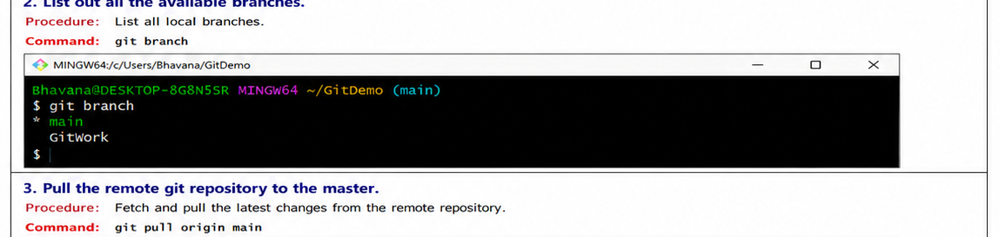 2. List out all the available branches.
Procedure: List all local branches.
Command: git branch
MINGW64:/c/Users/Bhavana/GitDemo
Bhavana@DESKTOP-8G8N5SR MINGW64 ~/GitDemo (main)
$ git branch
* main
GitWork
$
3. Pull the remote git repository to the master.
Procedure: Fetch and pull the latest changes from the remote repository.
Command: git pull origin main